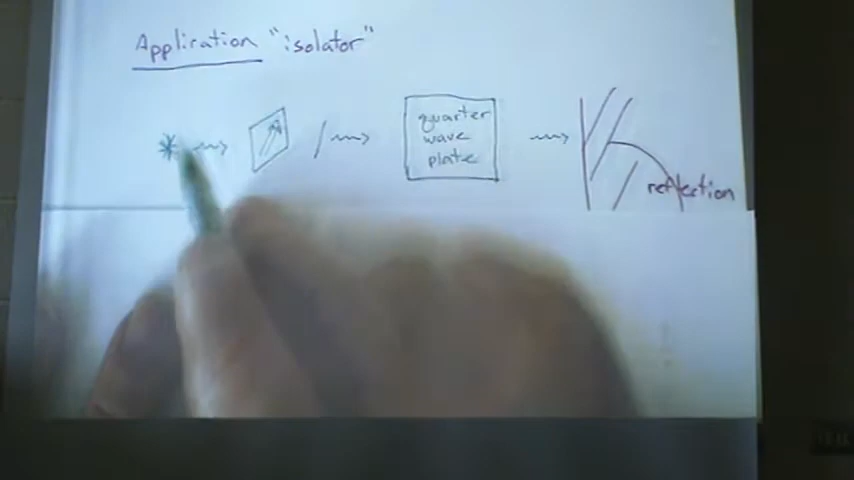 Application "isolator"
quarter
wave
plate
reflection